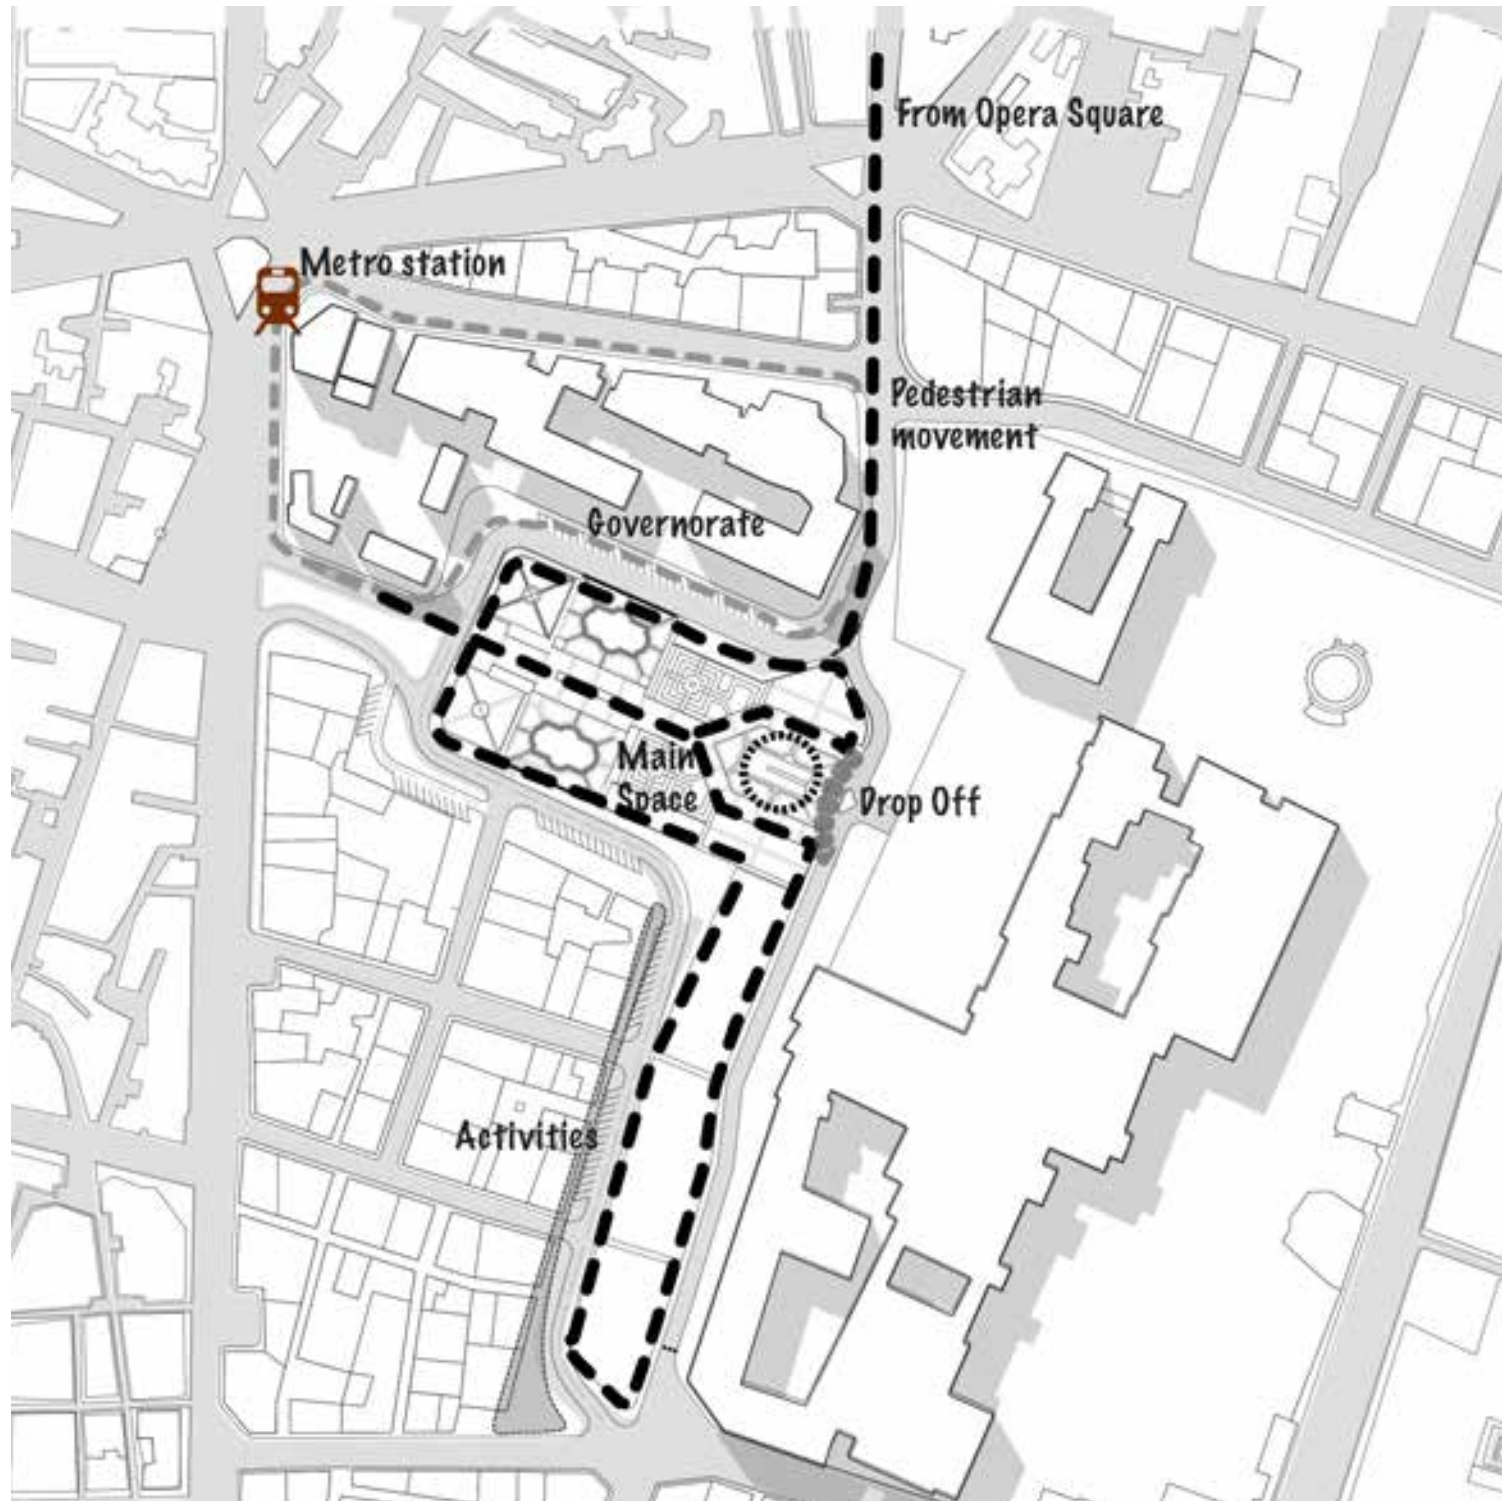 From Opera Square
Metro station
Pedestrian
movement
Governorate
Main
Space
Drop Off
Activities